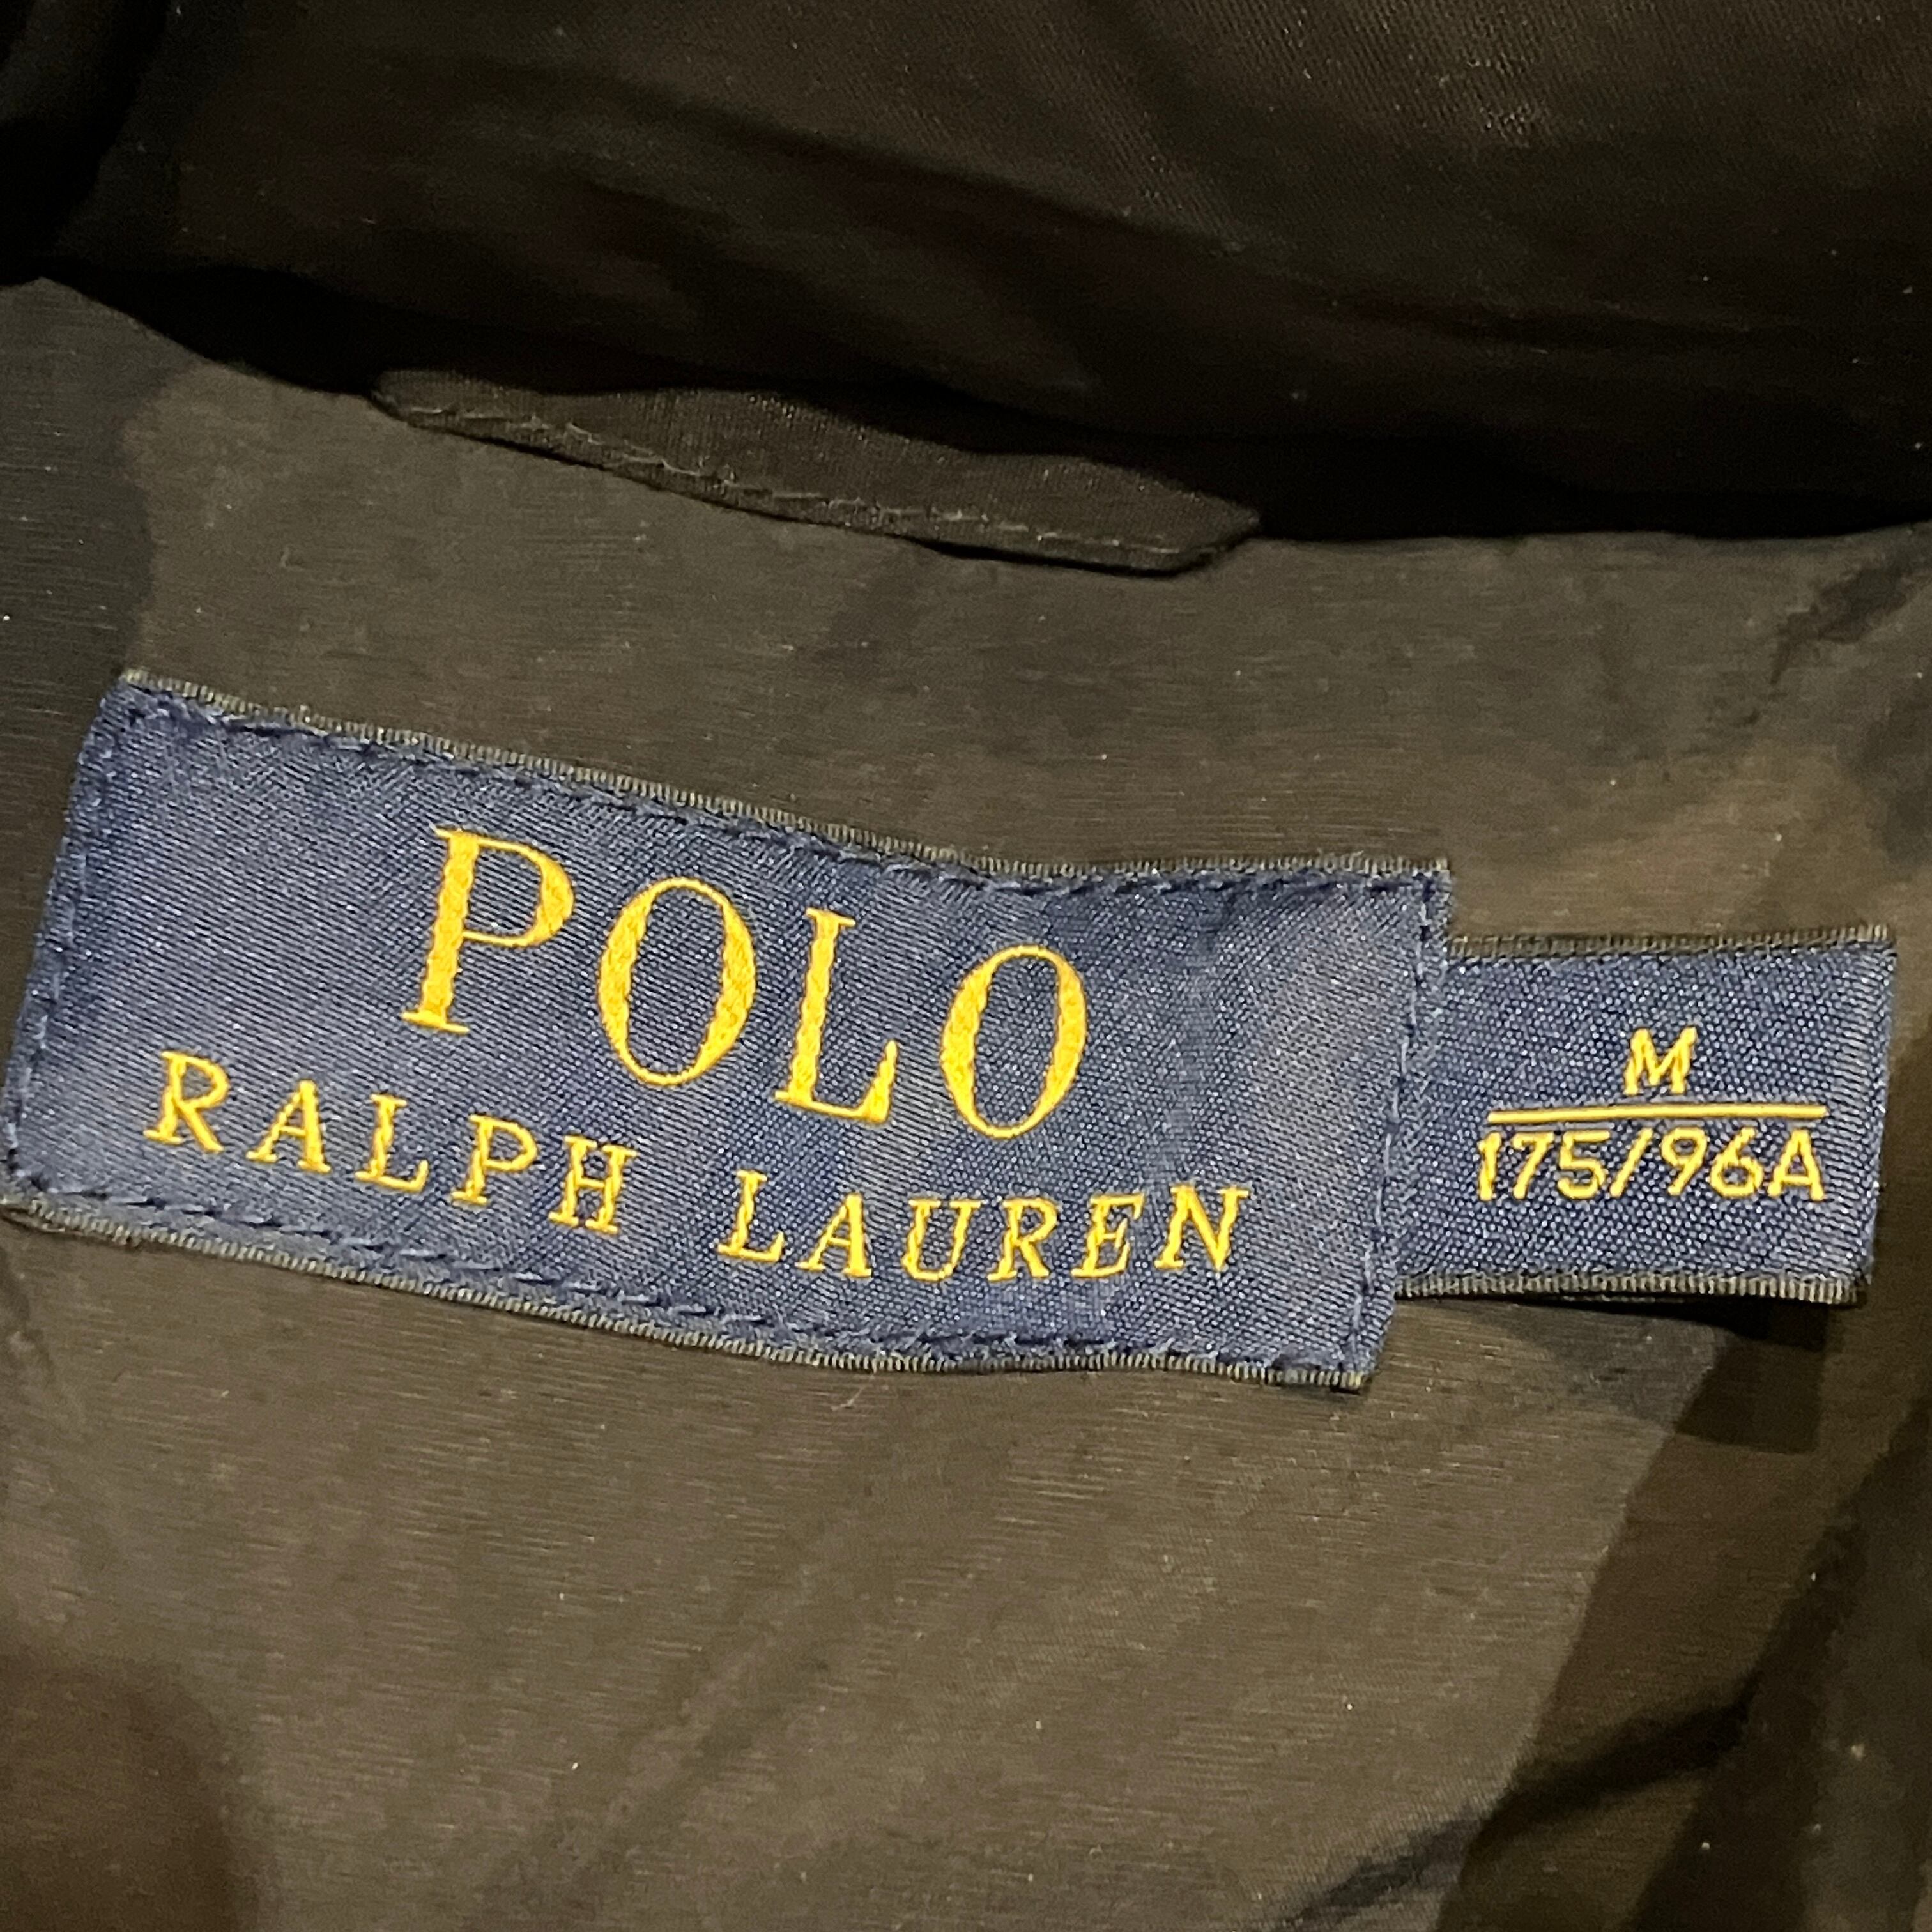 POLO
RALPH LAUREN
M
175/96A